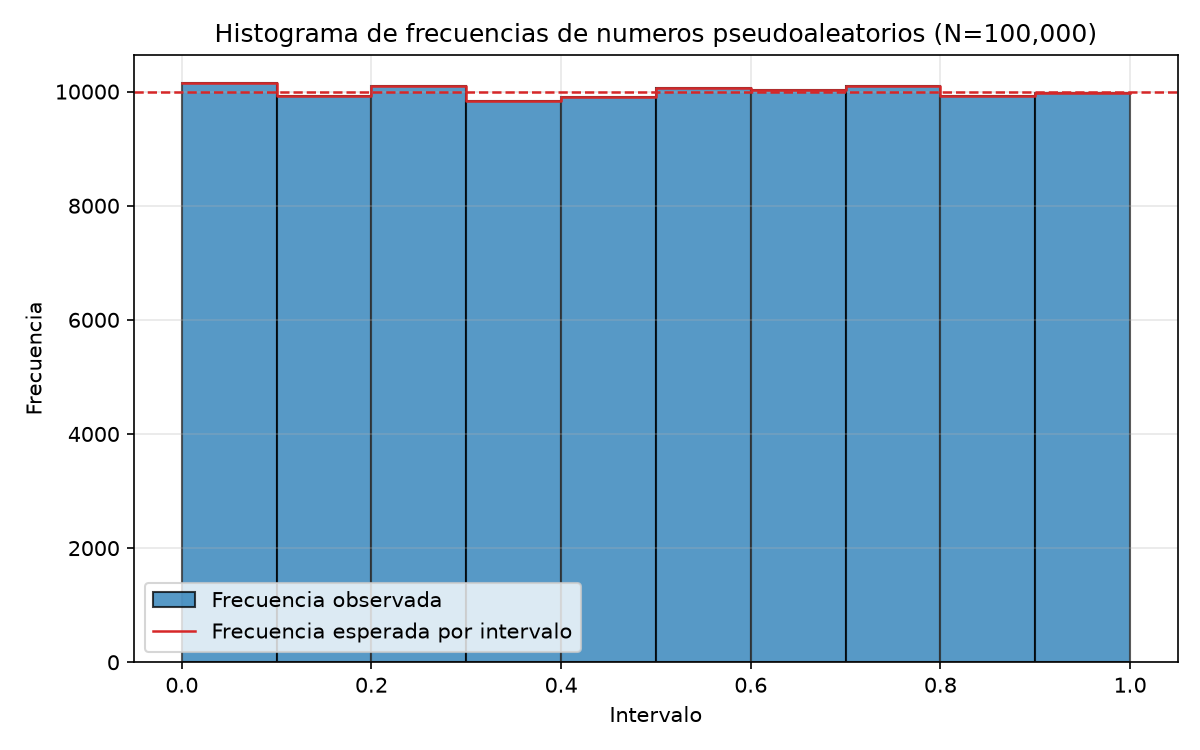 Histograma de frecuencias de numeros pseudoaleatorios (N=100,000)
10000
8000
6000
4000
2000
0
Frecuencia
Frecuencia observada
Frecuencia esperada por intervalo
0.0 0.2 0.4 0.6 0.8 1.0
Intervalo